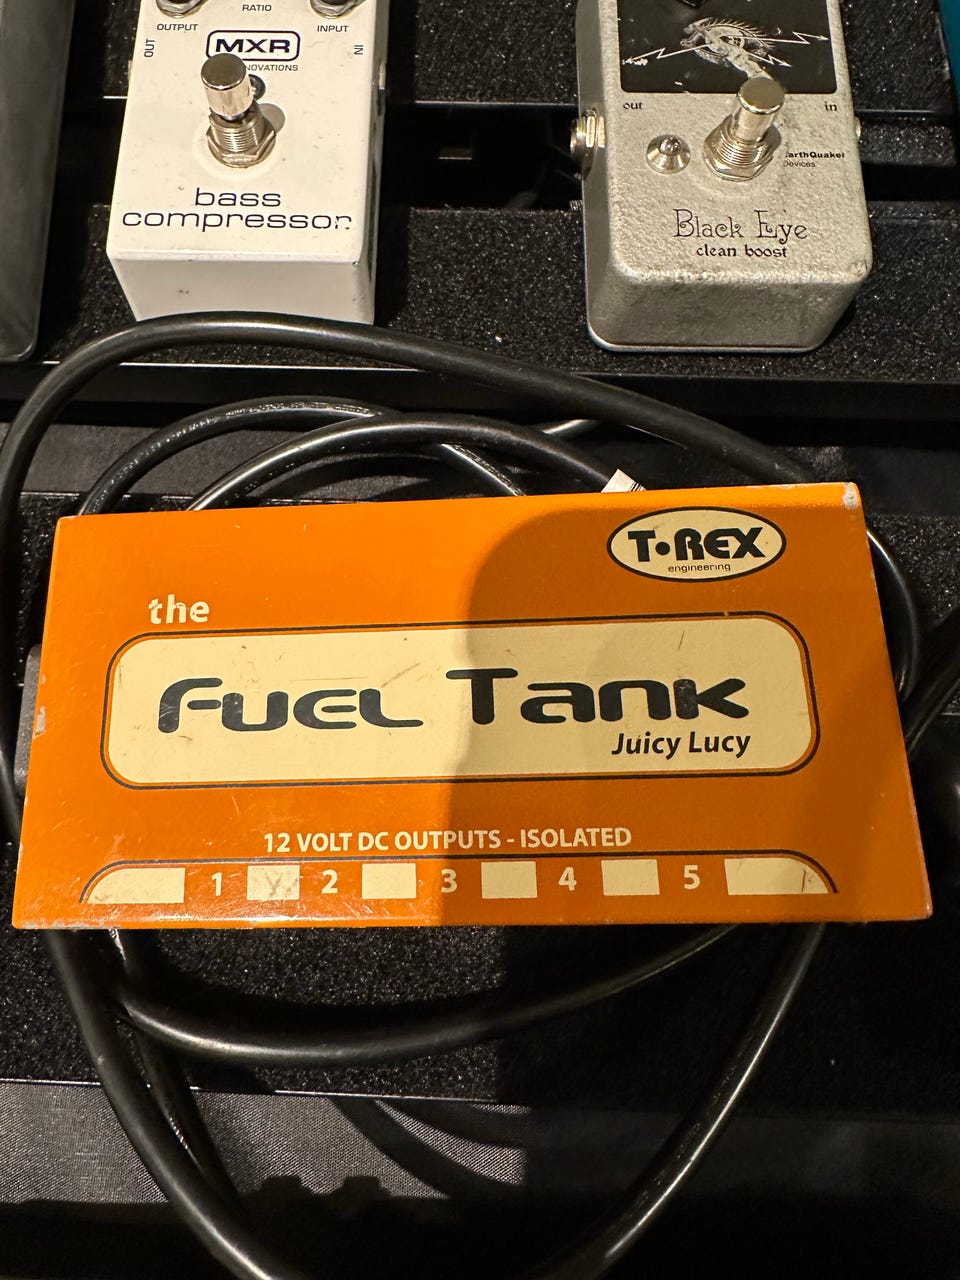 RATIO
OUTPUT
INPUT
OUT
MXR
IN
NOVATIONS
bass
compressor
out
in
EarthQuaker
Devices
Black Eye
clean boost
T·REX
engineering
the
Fuel Tank
Juicy Lucy
12 VOLT DC OUTPUTS - ISOLATED
1 2 3 4 5